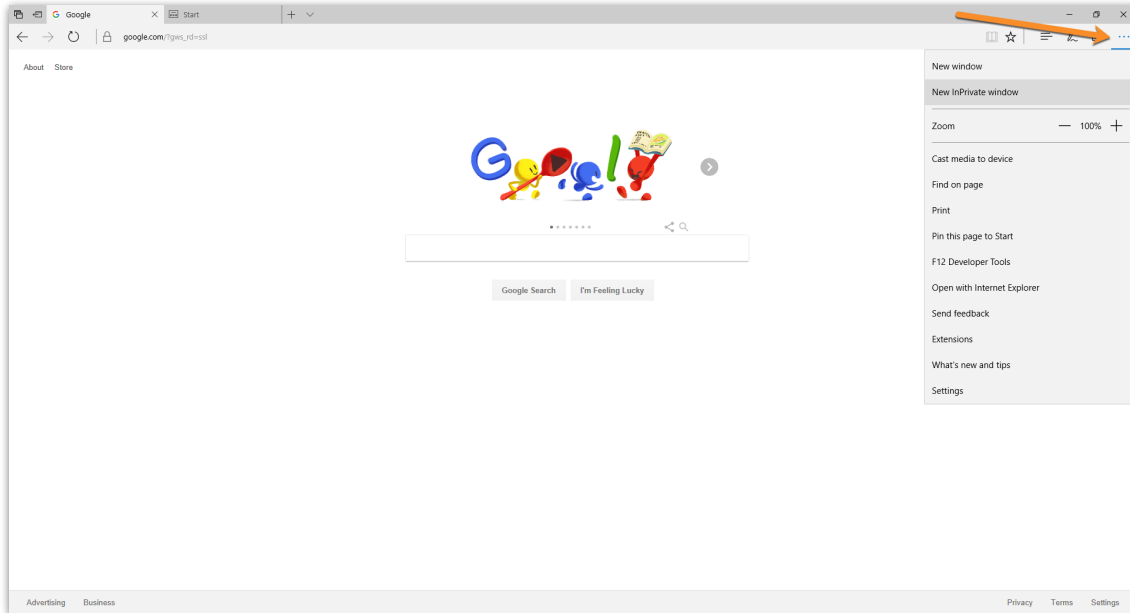 Google
Start
google.com/?gws_rd=ssl
About Store
New window
New InPrivate window
Zoom 100%
Cast media to device
Find on page
Print
Pin this page to Start
F12 Developer Tools
Open with Internet Explorer
Send feedback
Extensions
What's new and tips
Settings
Google Search I'm Feeling Lucky
Advertising Business
Privacy Terms Settings